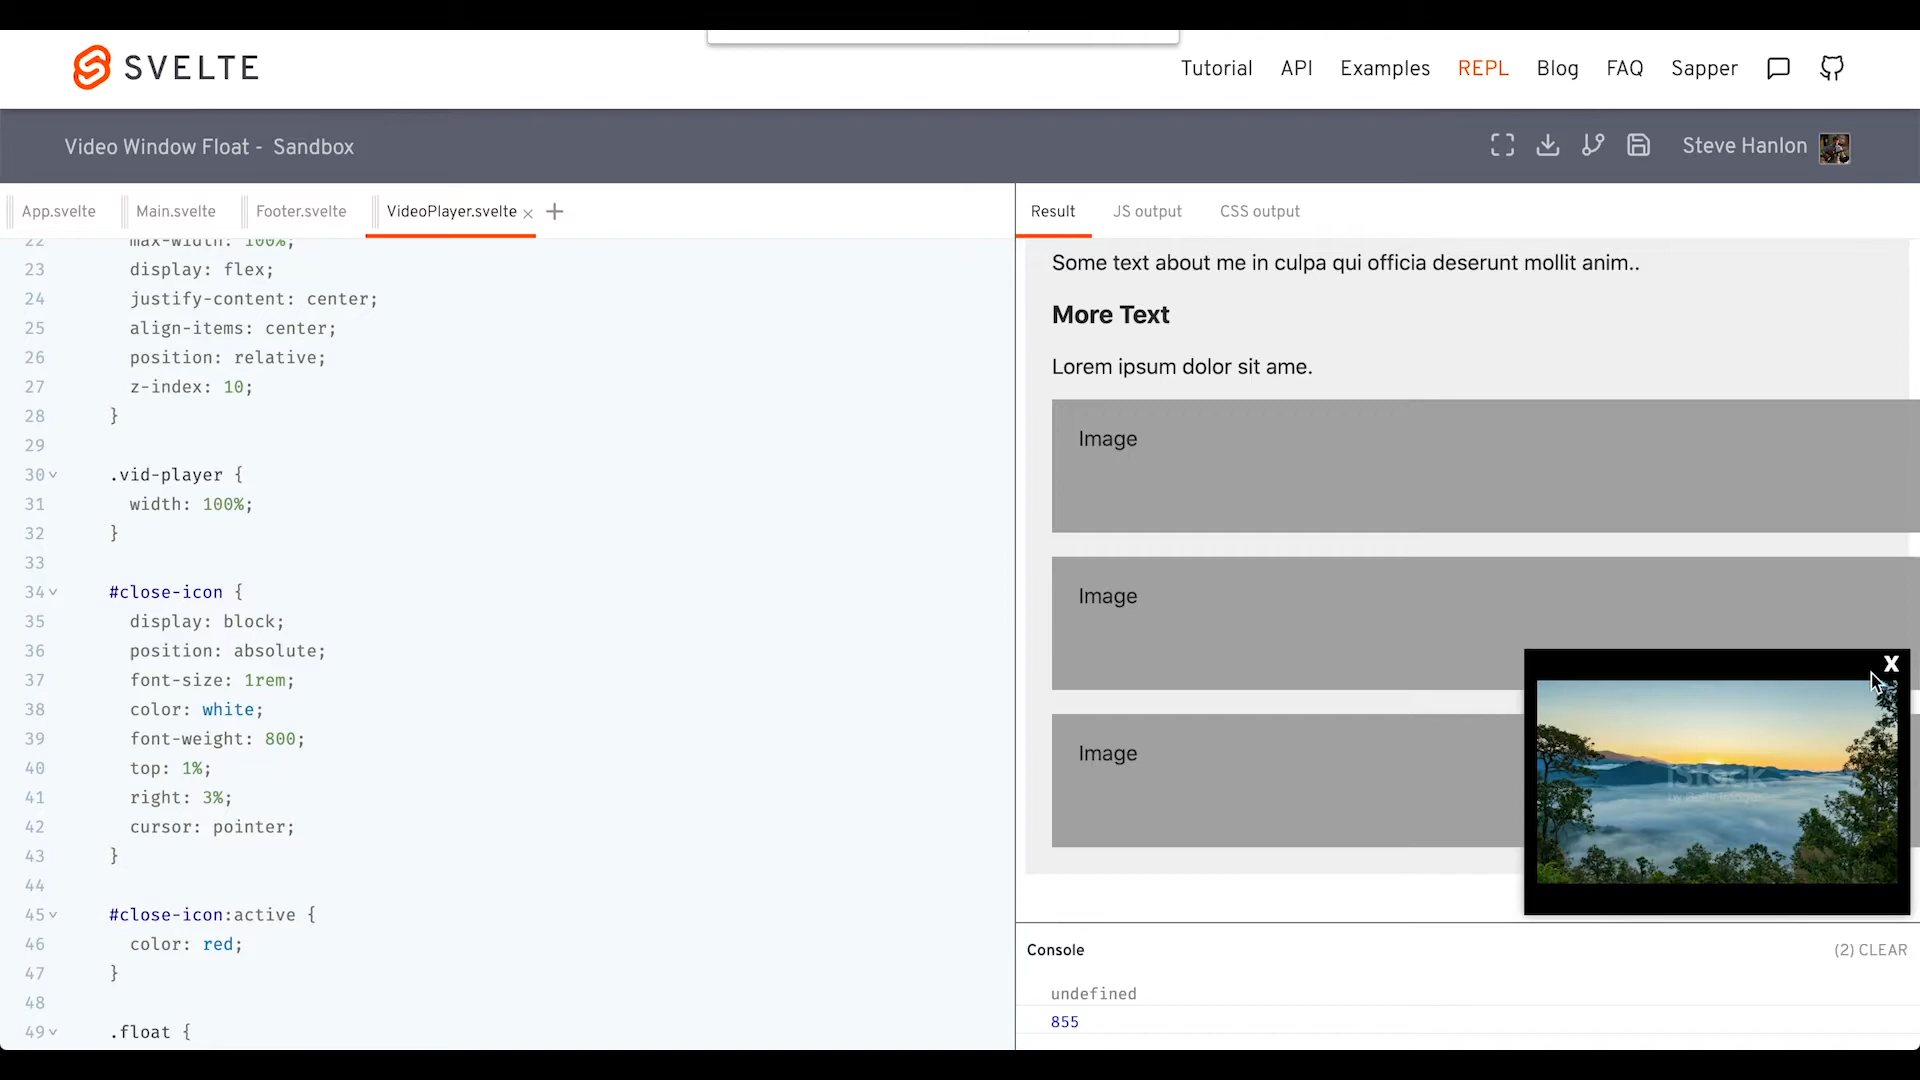 SVELTE
Tutorial API Examples REPL Blog FAQ Sapper
Video Window Float - Sandbox
Steve Hanlon
App.svelte Main.svelte Footer.svelte VideoPlayer.svelte × +
Result JS output CSS output
22 max-width: 100%;
23 display: flex;
24 justify-content: center;
25 align-items: center;
26 position: relative;
27 z-index: 10;
28 }
29
30 .vid-player {
31 width: 100%;
32 }
33
34 #close-icon {
35 display: block;
36 position: absolute;
37 font-size: 1rem;
38 color: white;
39 font-weight: 800;
40 top: 1%;
41 right: 3%;
42 cursor: pointer;
43 }
44
45 #close-icon:active {
46 color: red;
47 }
48
49 .float {
Some text about me in culpa qui officia deserunt mollit anim..
More Text
Lorem ipsum dolor sit ame.
Image
Image
Image
X
iStock
Console
(2) CLEAR
undefined
855